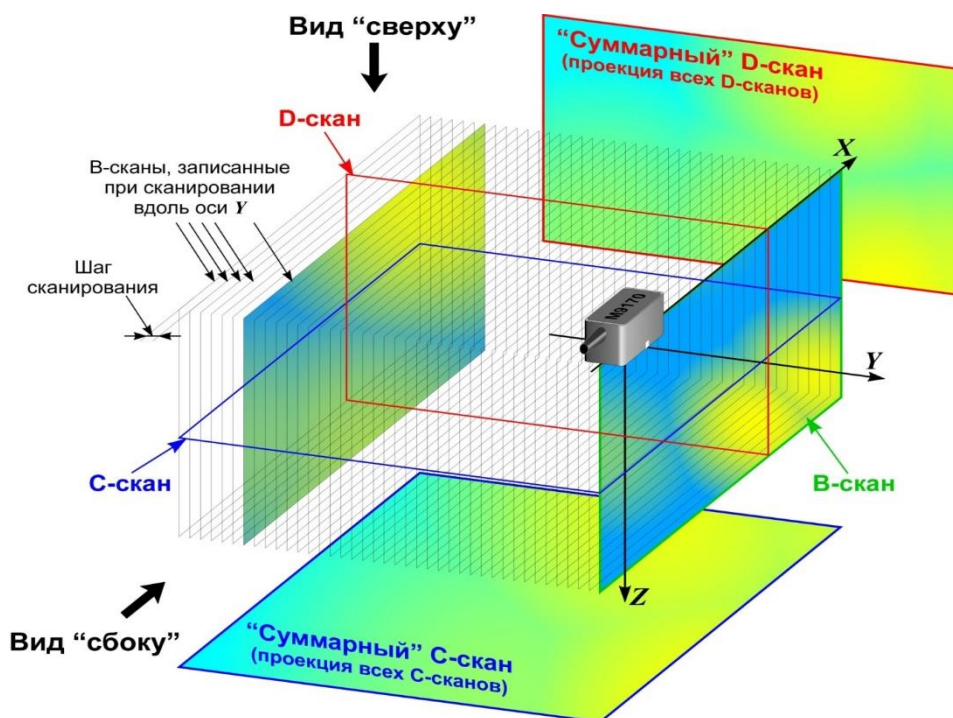 Вид “сверху”
“Суммарный” D-скан
(проекция всех D-сканов)
D-скан
X
В-сканы, записанные
при сканировании
вдоль оси Y
Шаг
сканирования
M9170
Y
C-скан
B-скан
Z
Вид “сбоку”
“Суммарный” C-скан
(проекция всех C-сканов)